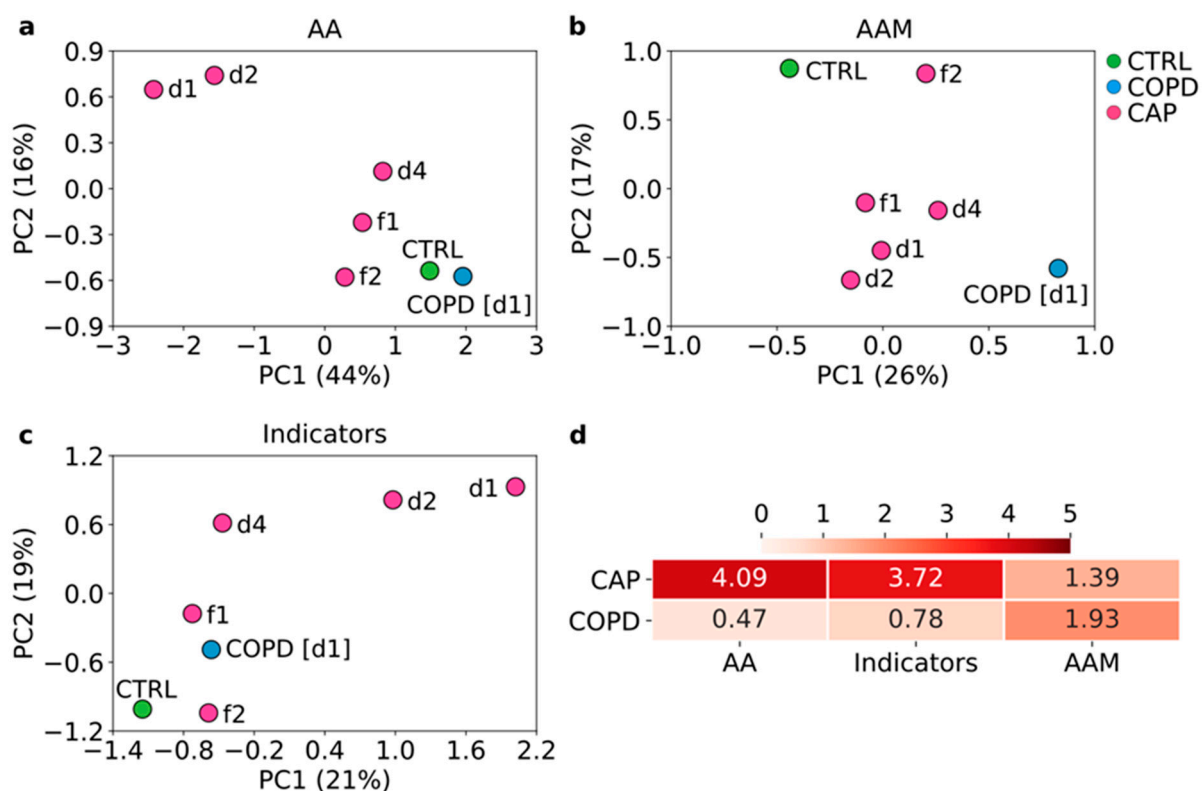 a
AA
0.9
0.6
0.3
0.0
−0.3
−0.6
−0.9
PC2 (16%)
d1
d2
d4
f1
f2
CTRL
COPD [d1]
−3
−2
−1
0
1
2
3
PC1 (44%)
b
AAM
1.0
0.5
0.0
−0.5
−1.0
PC2 (17%)
CTRL
f2
f1
d4
d1
d2
COPD [d1]
−1.0
−0.5
0.0
0.5
1.0
PC1 (26%)
CTRL
COPD
CAP
c
Indicators
1.2
0.6
0.0
−0.6
−1.2
PC2 (19%)
d1
d2
d4
f1
COPD [d1]
CTRL
f2
−1.4
−0.8
−0.2
0.4
1.0
1.6
2.2
PC1 (21%)
d
0 1 2 3 4 5
CAP 4.09 3.72 1.39
COPD 0.47 0.78 1.93
AA Indicators AAM